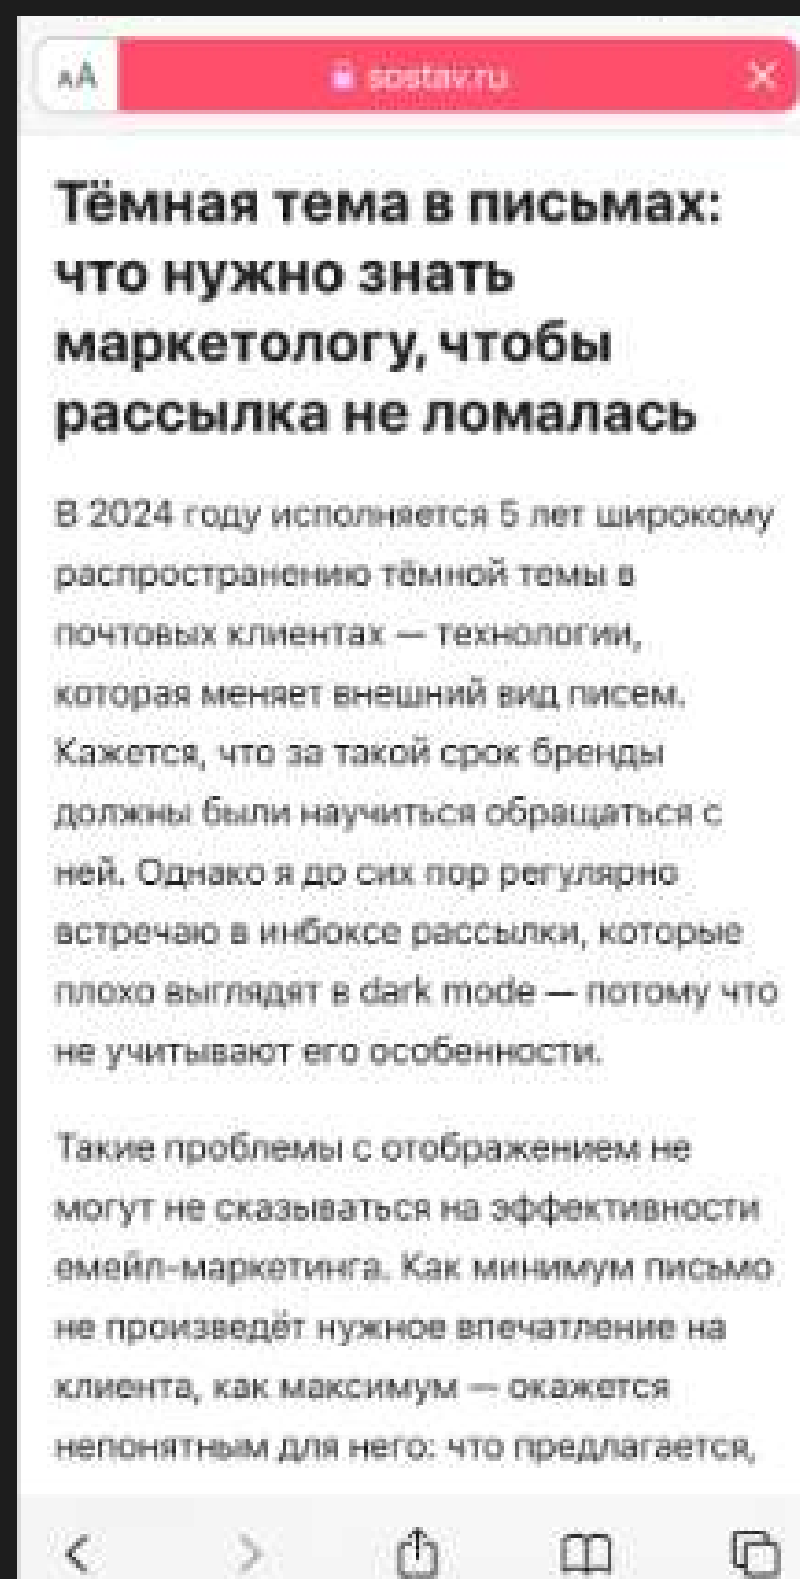 AA
sostav.ru
Тёмная тема в письмах:
что нужно знать
маркетологу, чтобы
рассылка не ломалась
В 2024 году исполняется 5 лет широкому
распространению тёмной темы в
почтовых клиентах — технологии,
которая меняет внешний вид писем.
Кажется, что за такой срок бренды
должны были научиться обращаться с
ней. Однако я до сих пор регулярно
встречаю в инбоксе рассылки, которые
плохо выглядят в dark mode — потому что
не учитывают его особенности.
Такие проблемы с отображением не
могут не сказываться на эффективности
емейл-маркетинга. Как минимум письмо
не произведёт нужное впечатление на
клиента, как максимум — окажется
непонятным для него: что предлагается,